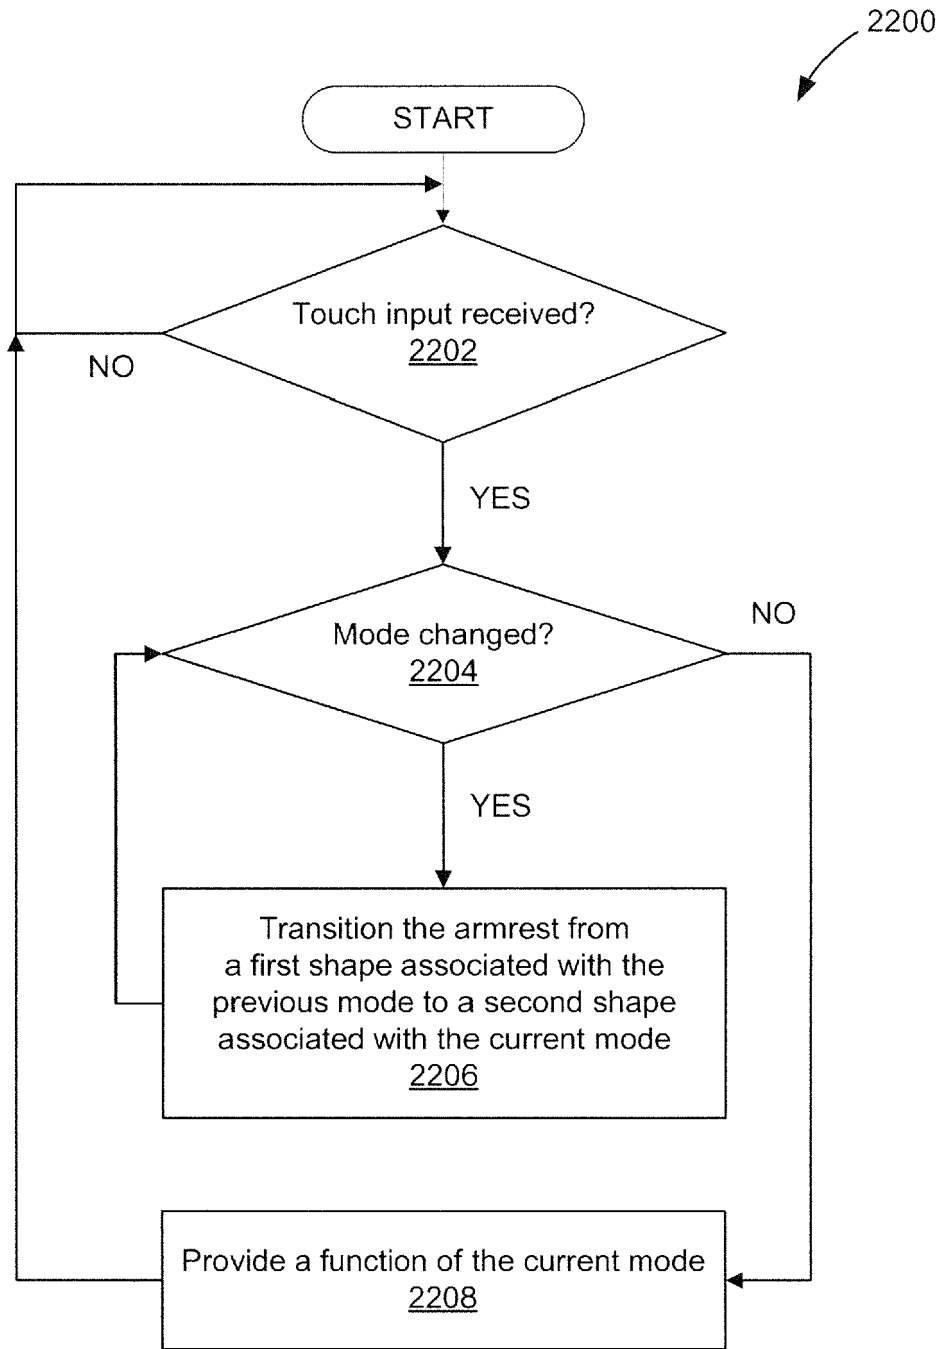 2200
START
Touch input received?
2202
NO
YES
Mode changed?
2204
NO
YES
Transition the armrest from
a first shape associated with the
previous mode to a second shape
associated with the current mode
2206
Provide a function of the current mode
2208